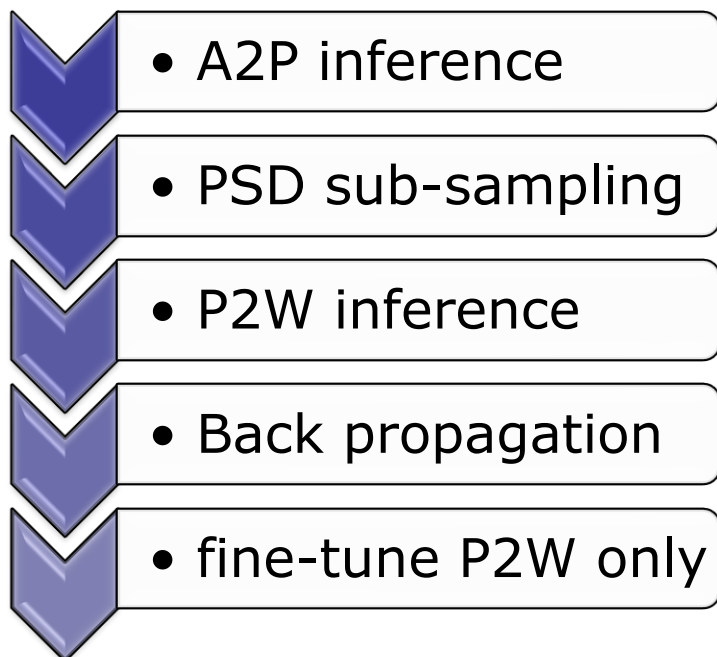 • A2P inference
• PSD sub-sampling
• P2W inference
• Back propagation
• fine-tune P2W only